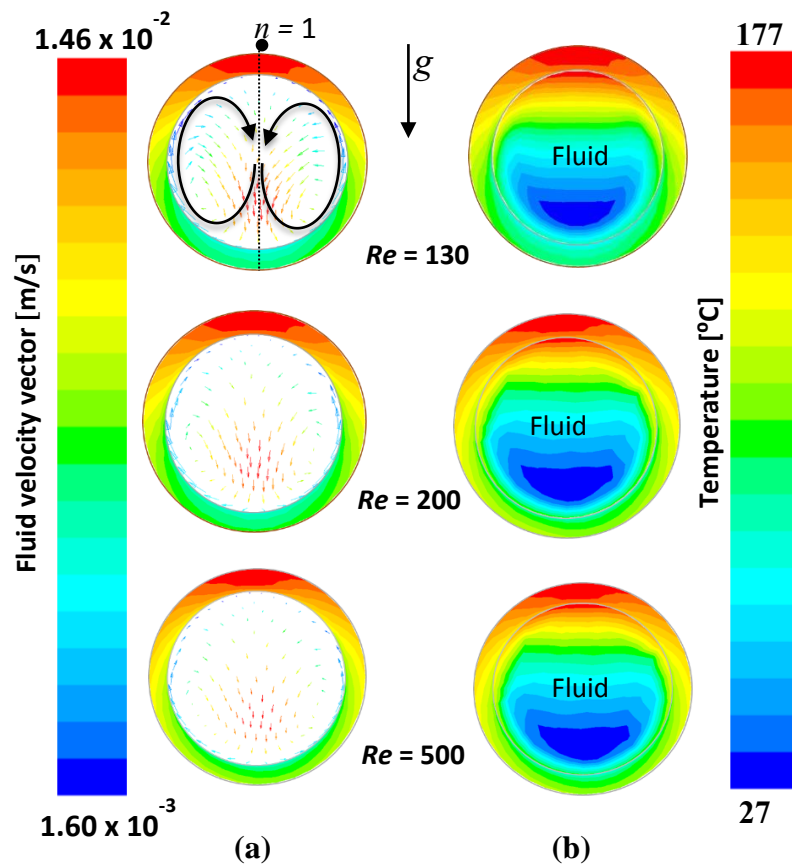 1.46 x 10⁻²
n = 1
g
177
Fluid
Re = 130
Fluid velocity vector [m/s]
Temperature [⁰C]
Fluid
Re = 200
Fluid
Re = 500
1.60 x 10⁻³
27
(a)
(b)